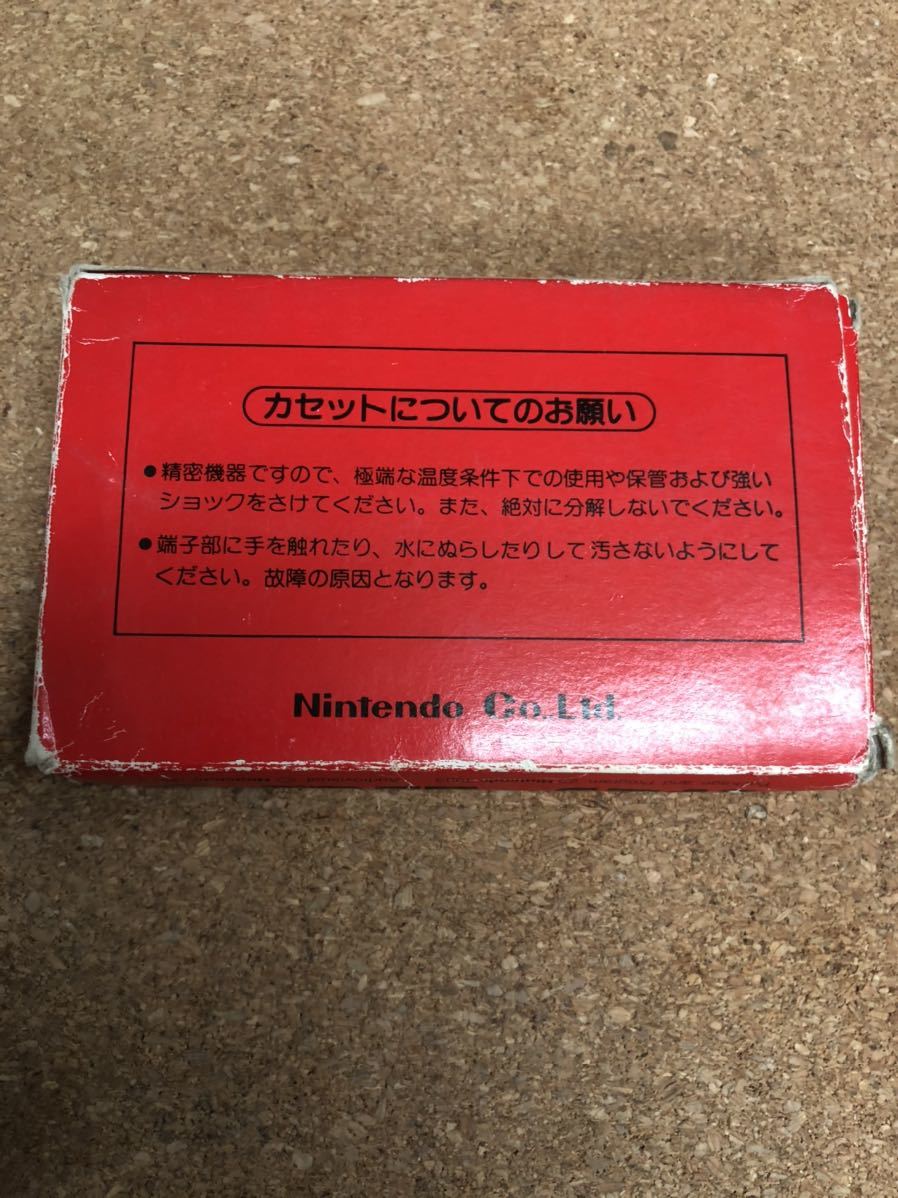 カセットについてのお願い
●精密機器ですので、極端な温度条件下での使用や保管および強い
ショックをさけてください。また、絶対に分解しないでください。
●端子部に手を触れたり、水にぬらしたりして汚さないようにして
ください。故障の原因となります。
Nintendo Co.,Ltd.